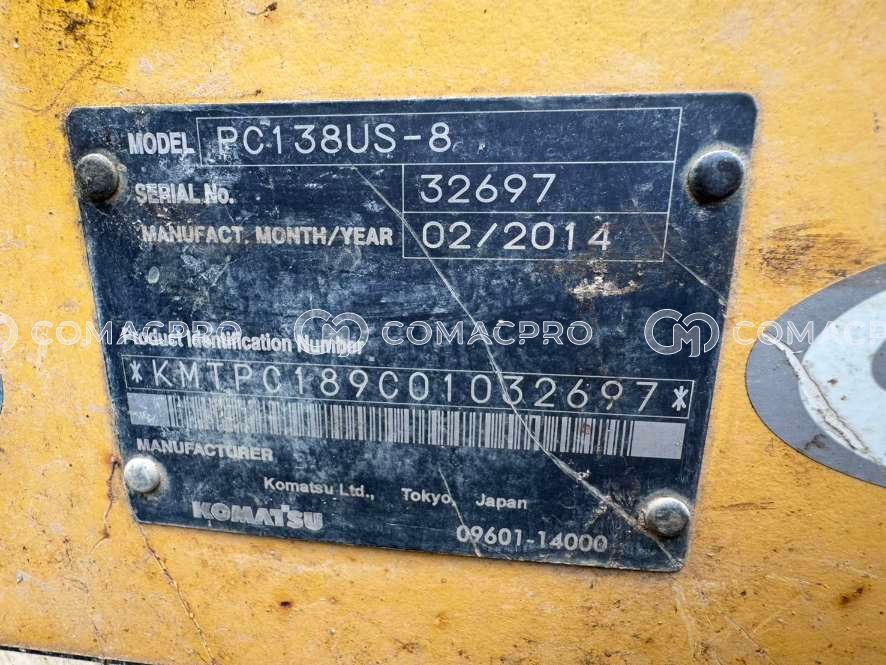 MODEL PC138US-8
SERIAL No. 32697
MANUFACT. MONTH/YEAR 02/2014
COMACPRO COMACPRO COMACPRO
Product Identification Number
*KMTPC189C01032697*
MANUFACTURER
Komatsu Ltd., Tokyo Japan
KOMATSU
09601-14000